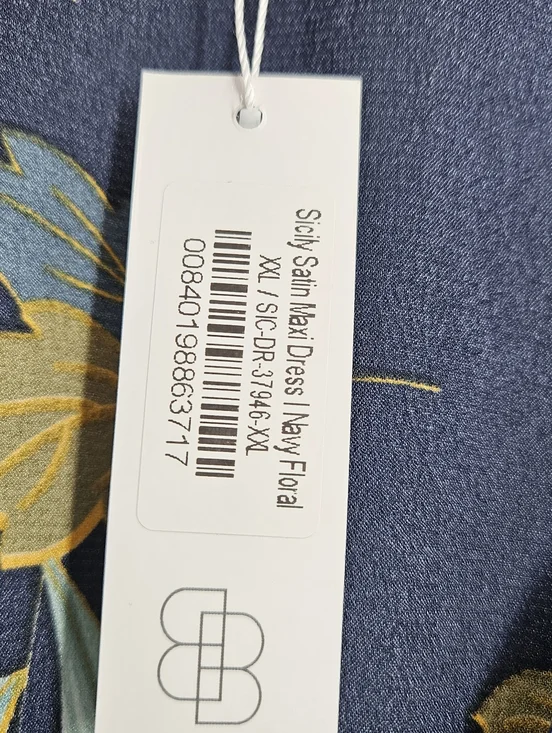 Sicily Satin Maxi Dress | Navy Floral
XXL / SIC-DR-37946-XXL
00840198863717